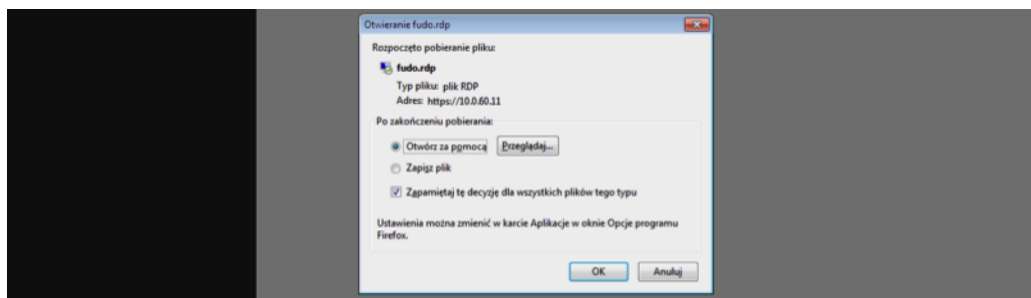 Otwieranie fudo.rdp
Rozpoczęto pobieranie pliku:
fudo.rdp
Typ pliku: plik RDP
Adres: https://10.0.60.11
Po zakończeniu pobierania:
Otwórz za pomocą Przeglądaj...
Zapisz plik
Zapamiętaj tę decyzję dla wszystkich plików tego typu
Ustawienia można zmienić w karcie Aplikacje w oknie Opcje programu
Firefox.
OK Anuluj